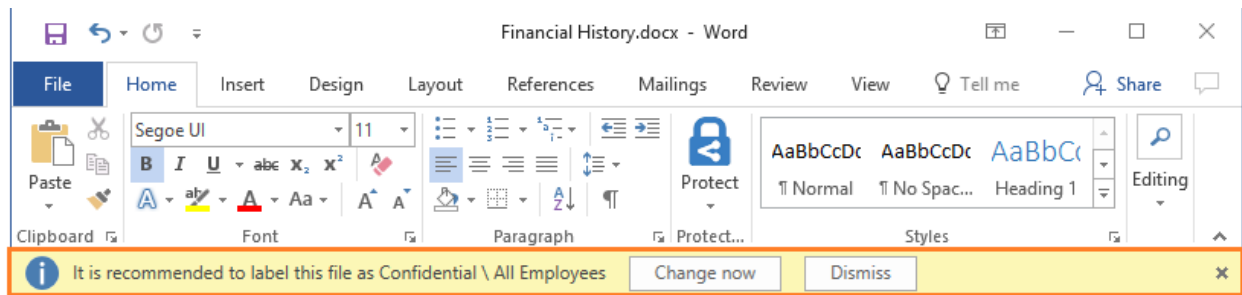 Financial History.docx - Word
File Home Insert Design Layout References Mailings Review View Tell me Share
Segoe UI 11
AaBbCcDc AaBbCcDc AaBbCc
B I U abc X₂ X²
Paste Protect ¶ Normal ¶ No Spac... Heading 1 Editing
A aby A Aa A A A Z ¶
Clipboard Font Paragraph Protect... Styles
It is recommended to label this file as Confidential \ All Employees Change now Dismiss